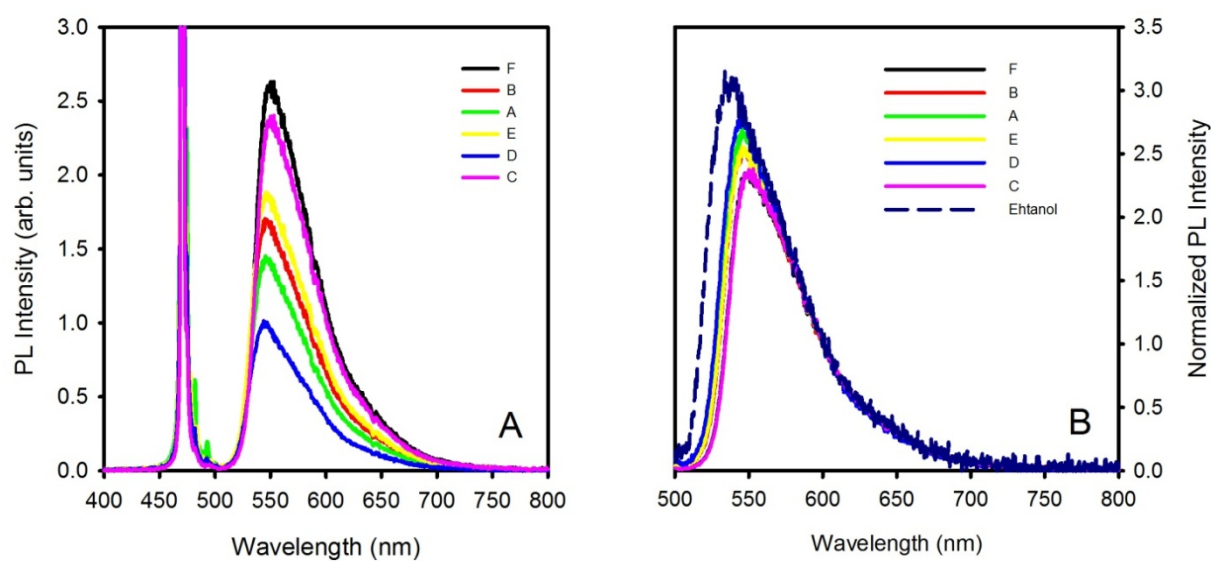 3.0
2.5
2.0
1.5
1.0
0.5
0.0
PL Intensity (arb. units)
F
B
A
E
D
C
A
400 450 500 550 600 650 700 750 800
Wavelength (nm)
F
B
A
E
D
C
Ehtanol
B
3.5
3.0
2.5
2.0
1.5
1.0
0.5
0.0
Normalized PL Intensity
500 550 600 650 700 750 800
Wavelength (nm)